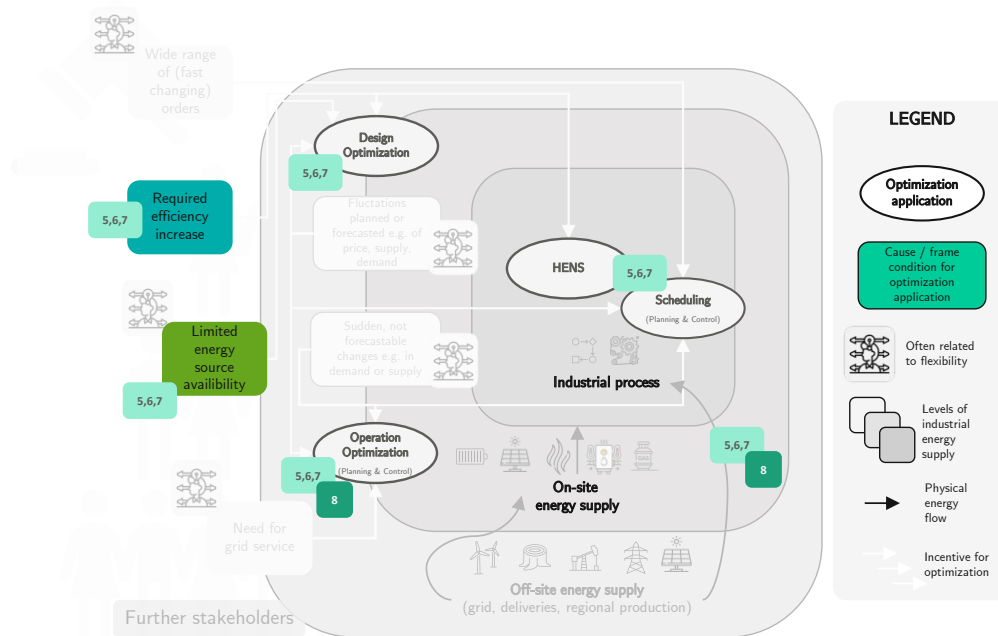 Wide range
of (fast
changing)
orders
Design
Optimization
5,6,7
Required
efficiency
increase
5,6,7
Fluctations
planned or
forecasted e.g. of
price, supply,
demand
HENS
5,6,7
Scheduling
(Planning & Control)
Limited
energy
source
availibility
5,6,7
Sudden, not
forecastable
changes e.g. in
demand or supply
Industrial process
Operation
Optimization
(Planning & Control)
5,6,7
8
5,6,7
8
On-site
energy supply
Need for
grid service
Off-site energy supply
(grid, deliveries, regional production)
Further stakeholders
LEGEND
Optimization
application
Cause / frame
condition for
optimization
application
Often related
to flexibility
Levels of
industrial
energy
supply
Physical
energy
flow
Incentive for
optimization